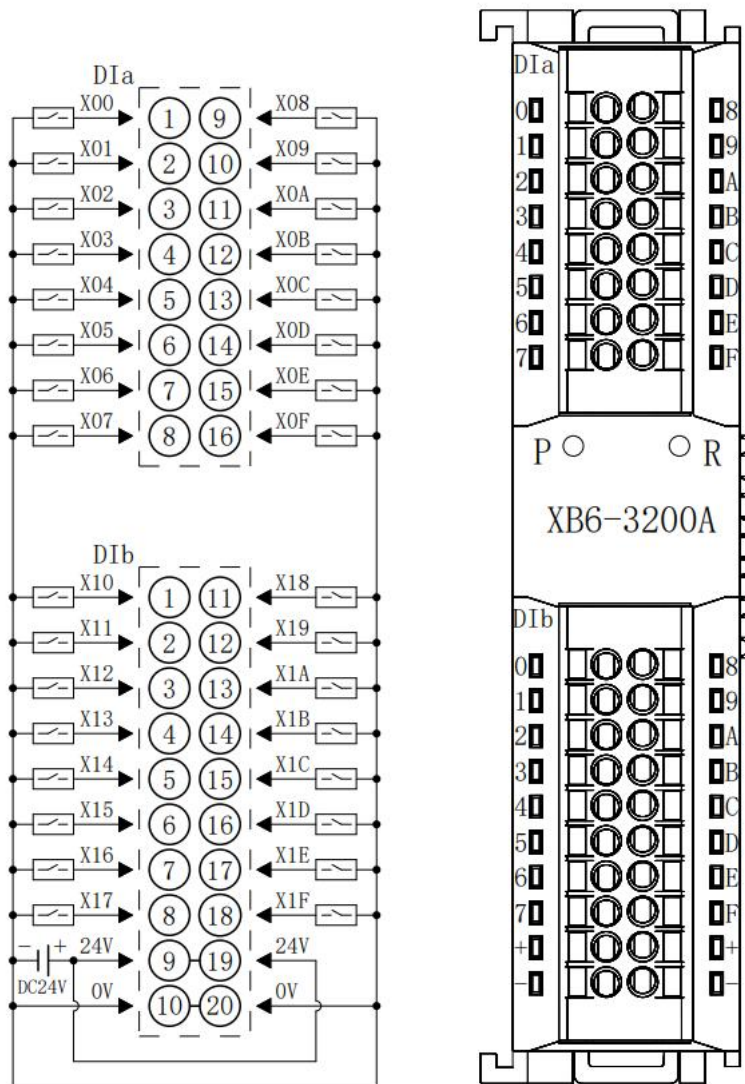 DIa
X00 1 9 X08
X01 2 10 X09
X02 3 11 X0A
X03 4 12 X0B
X04 5 13 X0C
X05 6 14 X0D
X06 7 15 X0E
X07 8 16 X0F
DIb
X10 1 11 X18
X11 2 12 X19
X12 3 13 X1A
X13 4 14 X1B
X14 5 15 X1C
X15 6 16 X1D
X16 7 17 X1E
X17 8 18 X1F
- + 24V 9 19 24V
DC24V
0V 10 20 0V
DIa
0 8
1 9
2 A
3 B
4 C
5 D
6 E
7 F
P R
XB6-3200A
DIb
0 8
1 9
2 A
3 B
4 C
5 D
6 E
7 F
+ +
- -